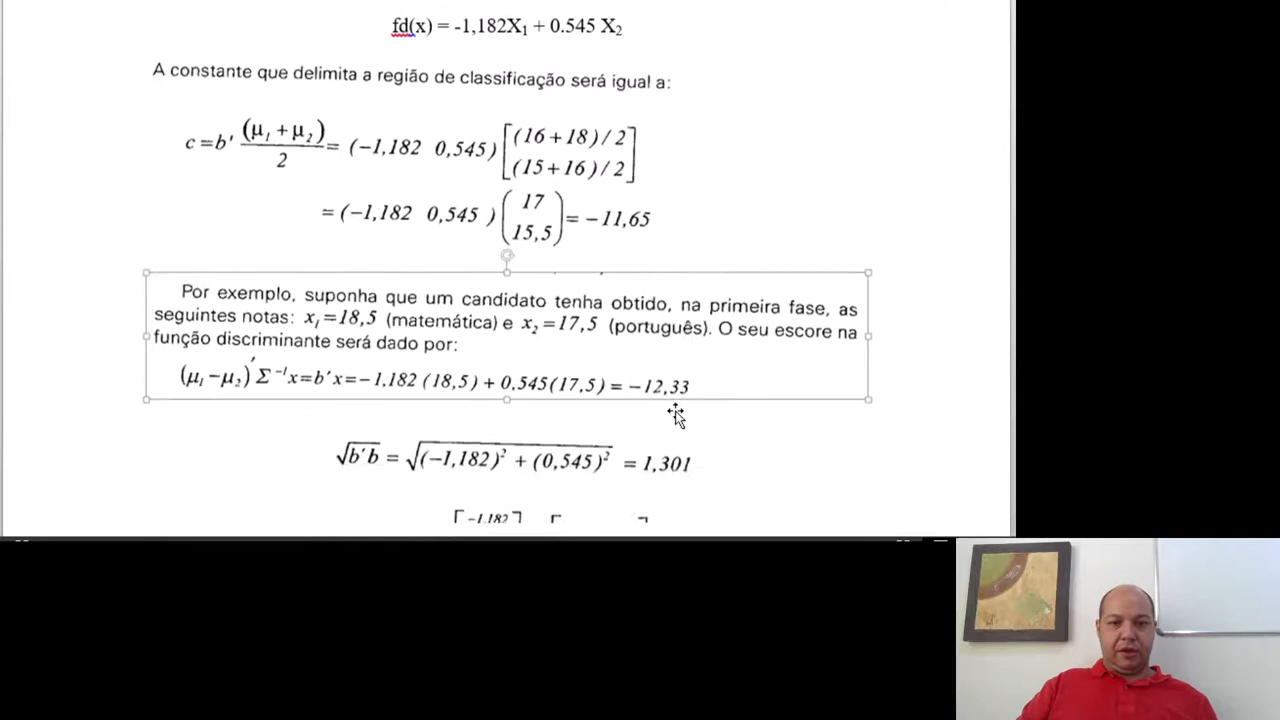 fd(x) = -1,182X₁ + 0.545 X₂
A constante que delimita a região de classificação será igual a:
c = b' (μ₁ + μ₂)/2 = (−1,182 0,545) [(16+18)/2
(15+16)/2]
= (−1,182 0,545) (17
15,5) = −11,65
Por exemplo, suponha que um candidato tenha obtido, na primeira fase, as
seguintes notas: x₁=18,5 (matemática) e x₂=17,5 (português). O seu escore na
função discriminante será dado por:
(μ₁−μ₂)' Σ⁻¹x=b'x=−1,182 (18,5) + 0,545(17,5) = −12,33
√b'b = √(−1,182)² + (0,545)² = 1,301
[−1,182]